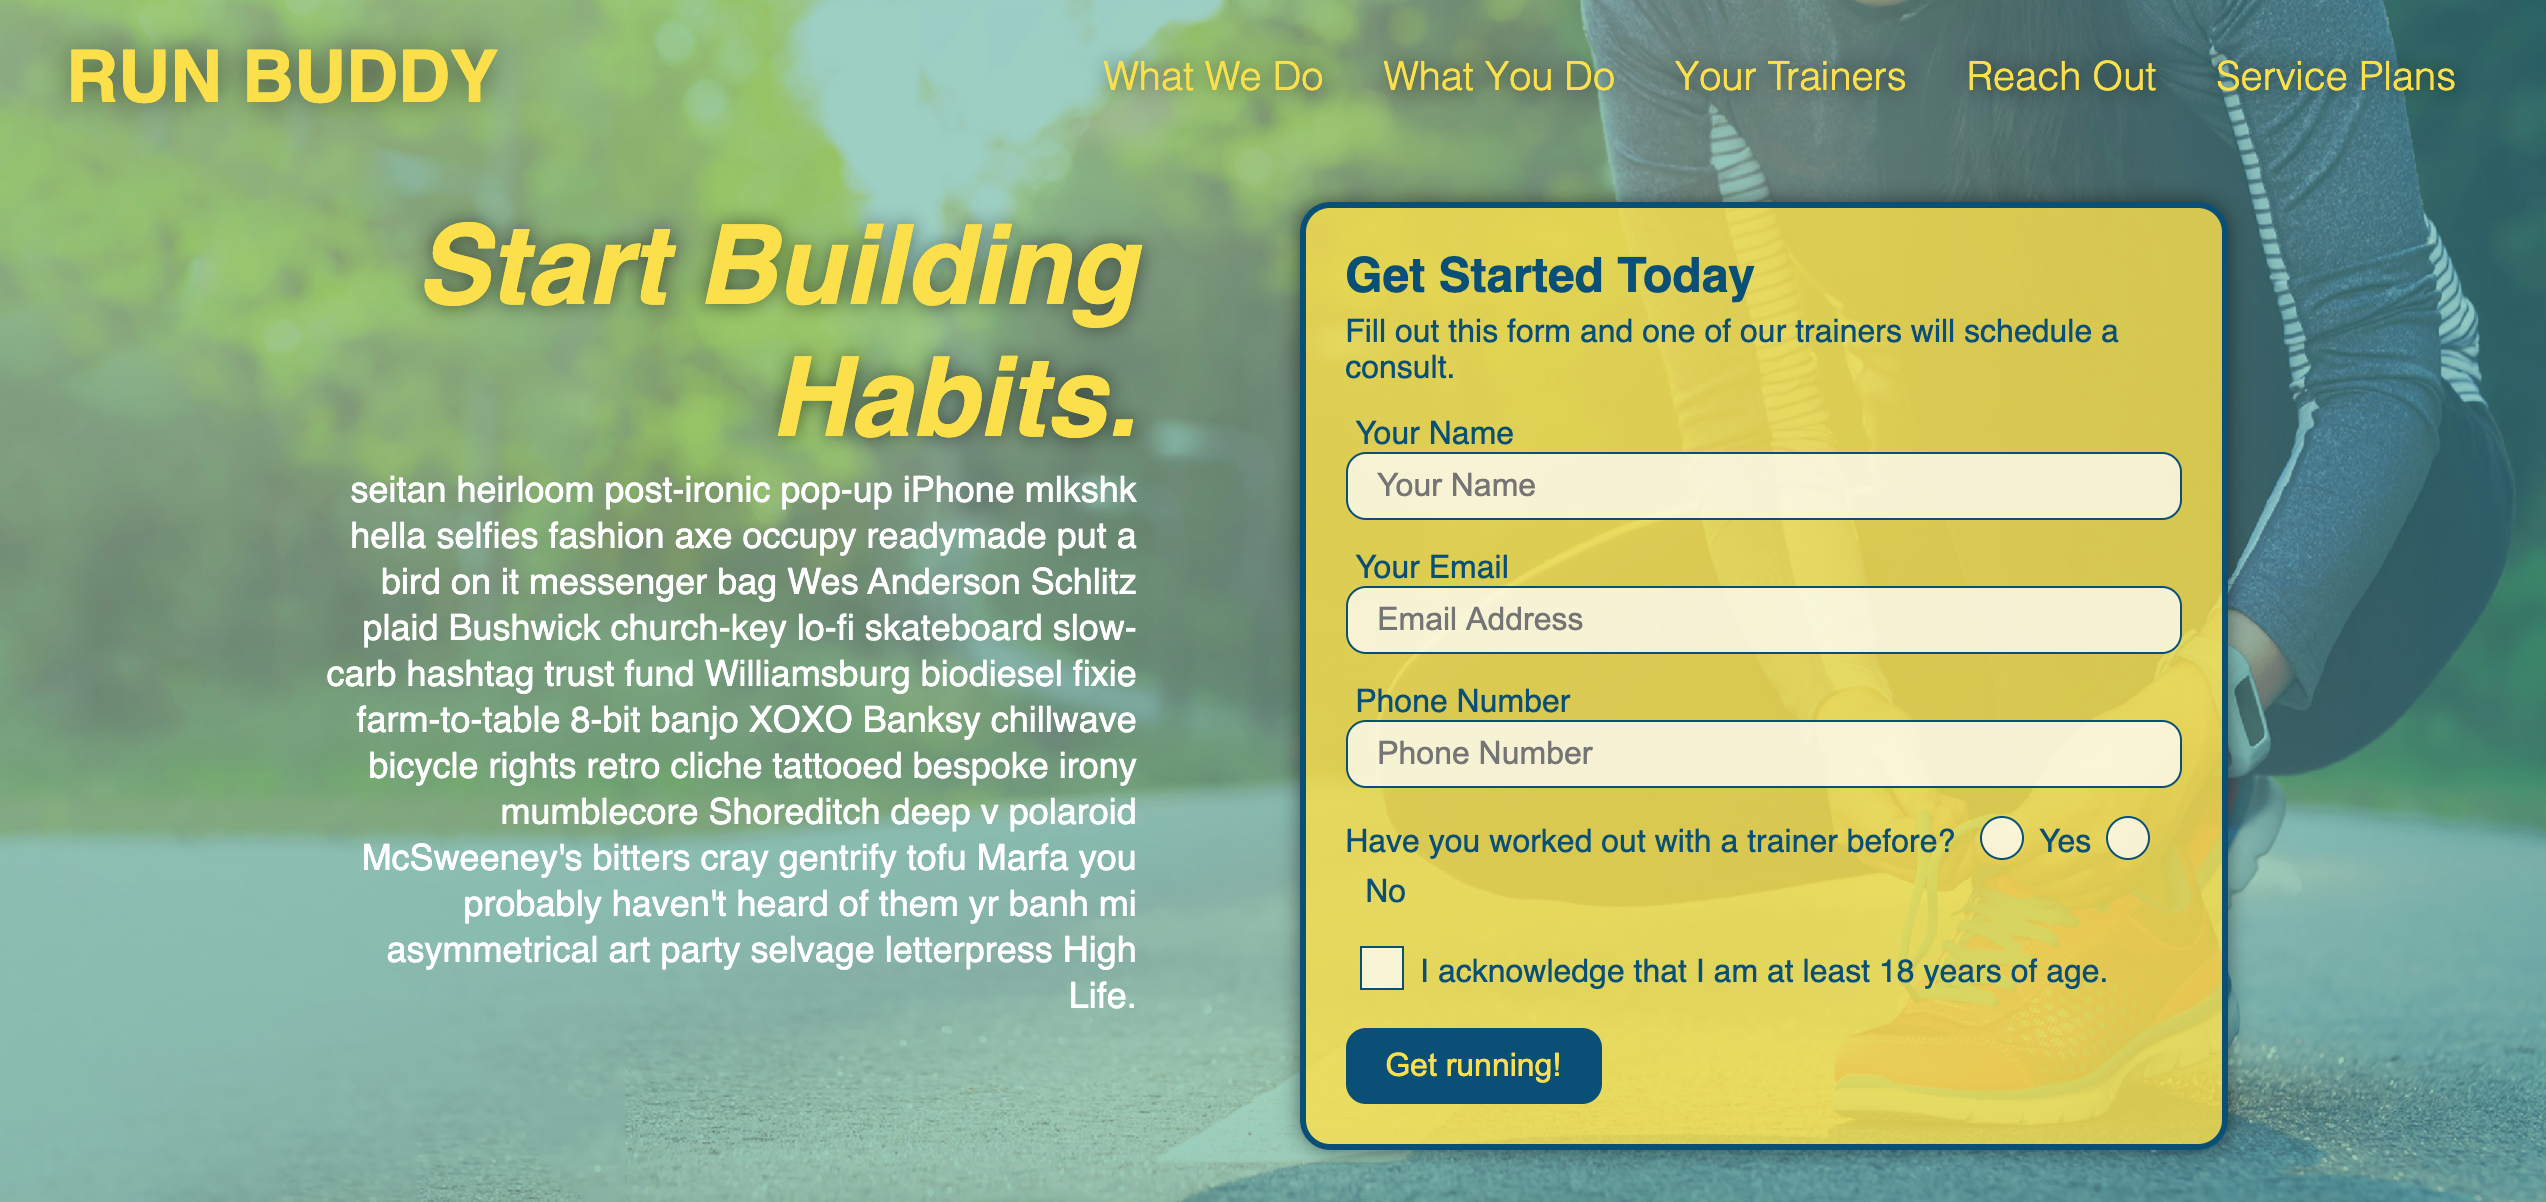 RUN BUDDY
What We Do
What You Do
Your Trainers
Reach Out
Service Plans
Start Building
Habits.
seitan heirloom post-ironic pop-up iPhone mlkshk
hella selfies fashion axe occupy readymade put a
bird on it messenger bag Wes Anderson Schlitz
plaid Bushwick church-key lo-fi skateboard slow-
carb hashtag trust fund Williamsburg biodiesel fixie
farm-to-table 8-bit banjo XOXO Banksy chillwave
bicycle rights retro cliche tattooed bespoke irony
mumblecore Shoreditch deep v polaroid
McSweeney's bitters cray gentrify tofu Marfa you
probably haven't heard of them yr banh mi
asymmetrical art party selvage letterpress High
Life.
Get Started Today
Fill out this form and one of our trainers will schedule a
consult.
Your Name
Your Name
Your Email
Email Address
Phone Number
Phone Number
Have you worked out with a trainer before? Yes
No
I acknowledge that I am at least 18 years of age.
Get running!